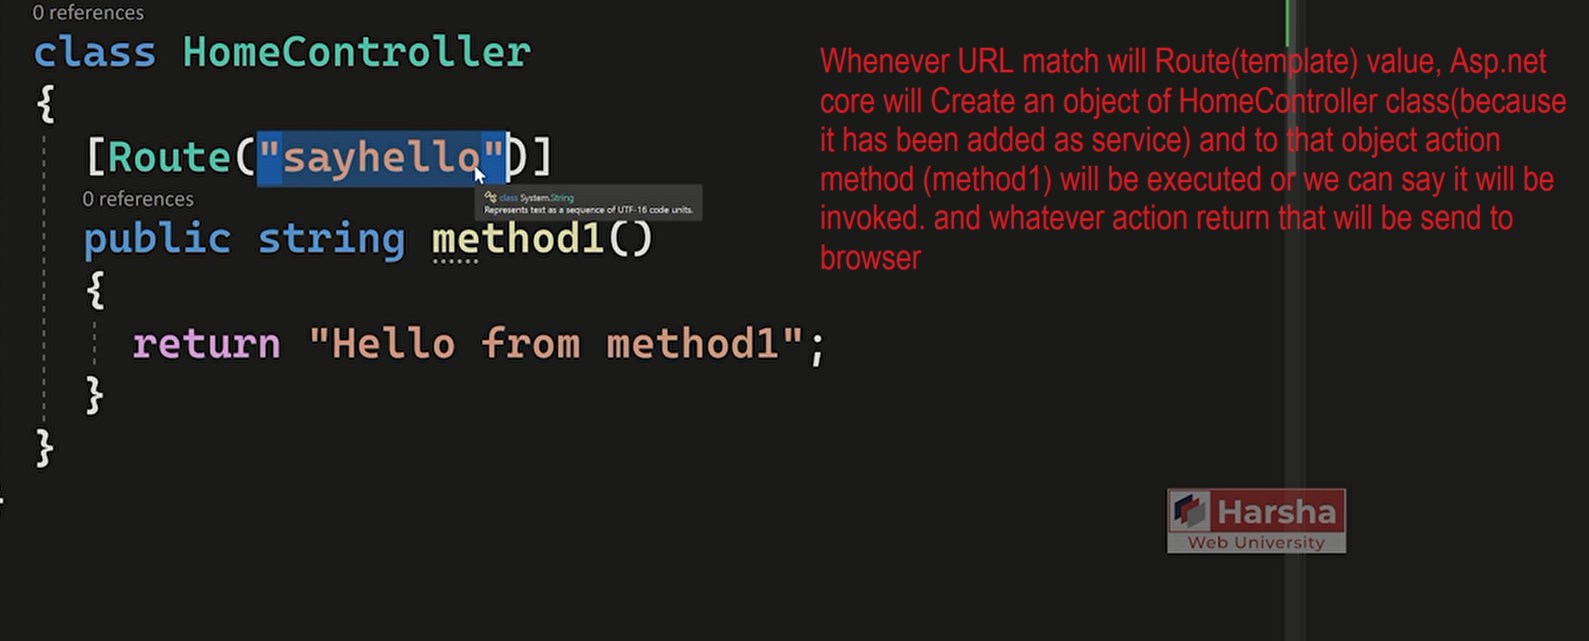 0 references
class HomeController
{
[Route("sayhello")]
0 references
class System.String
Represents text as a sequence of UTF-16 code units.
public string method1()
{
return "Hello from method1";
}
}
Whenever URL match will Route(template) value, Asp.net
core will Create an object of HomeController class(because
it has been added as service) and to that object action
method (method1) will be executed or we can say it will be
invoked. and whatever action return that will be send to
browser
Harsha
Web University